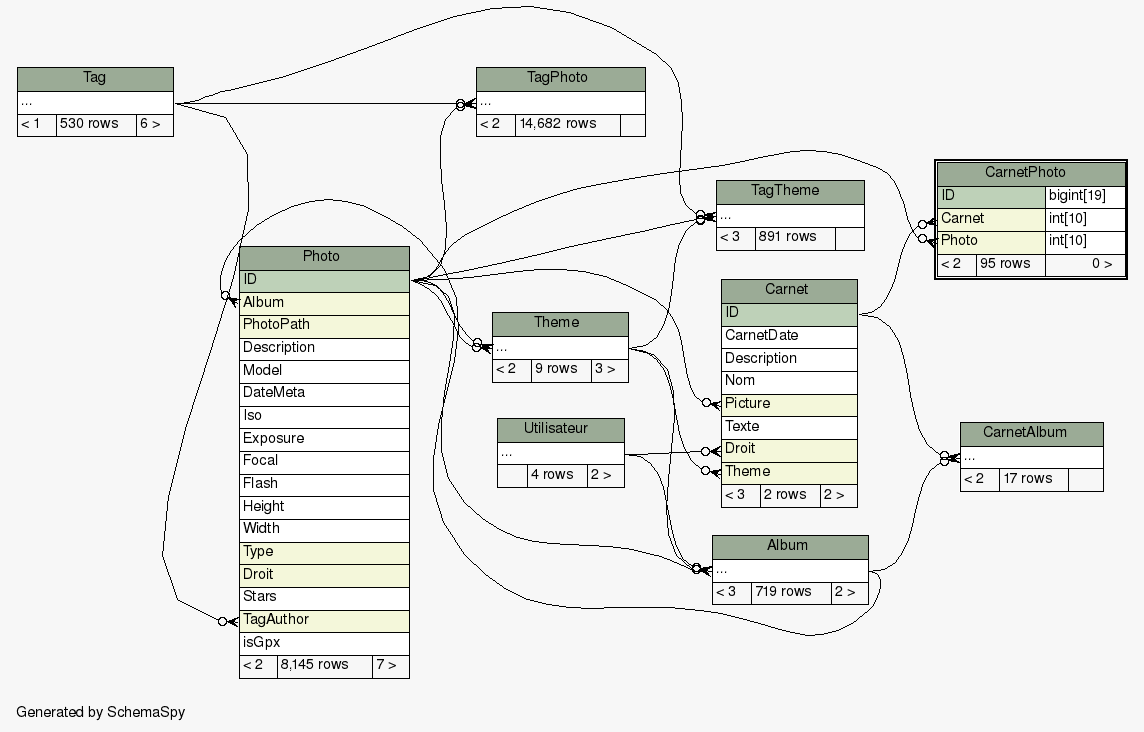 Tag
...
< 1 530 rows 6 >
TagPhoto
...
< 2 14,682 rows
CarnetPhoto
ID bigint[19]
Carnet int[10]
Photo int[10]
< 2 95 rows 0 >
TagTheme
...
< 3 891 rows
Photo
ID
Album
PhotoPath
Description
Model
DateMeta
Iso
Exposure
Focal
Flash
Height
Width
Type
Droit
Stars
TagAuthor
isGpx
< 2 8,145 rows 7 >
Theme
...
< 2 9 rows 3 >
Utilisateur
...
4 rows 2 >
Carnet
ID
CarnetDate
Description
Nom
Picture
Texte
Droit
Theme
< 3 2 rows 2 >
CarnetAlbum
...
< 2 17 rows
Album
...
< 3 719 rows 2 >
Generated by SchemaSpy